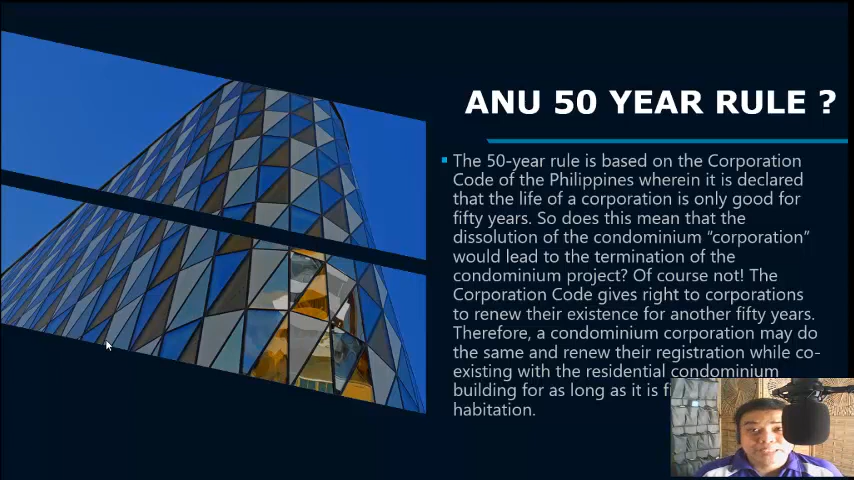 ANU 50 YEAR RULE ?
The 50-year rule is based on the Corporation
Code of the Philippines wherein it is declared
that the life of a corporation is only good for
fifty years. So does this mean that the
dissolution of the condominium “corporation”
would lead to the termination of the
condominium project? Of course not! The
Corporation Code gives right to corporations
to renew their existence for another fifty years.
Therefore, a condominium corporation may do
the same and renew their registration while co-
existing with the residential condominium
building for as long as it is
habitation.